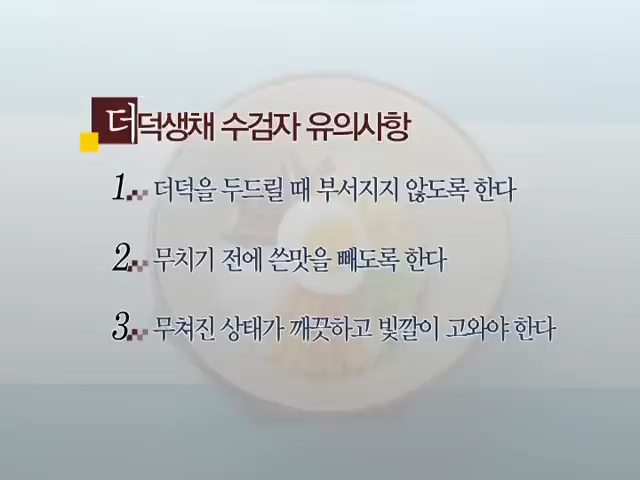 더덕생채 수검자 유의사항
1. 더덕을 두드릴 때 부서지지 않도록 한다
2. 무치기 전에 쓴맛을 빼도록 한다
3. 무쳐진 상태가 깨끗하고 빛깔이 고와야 한다